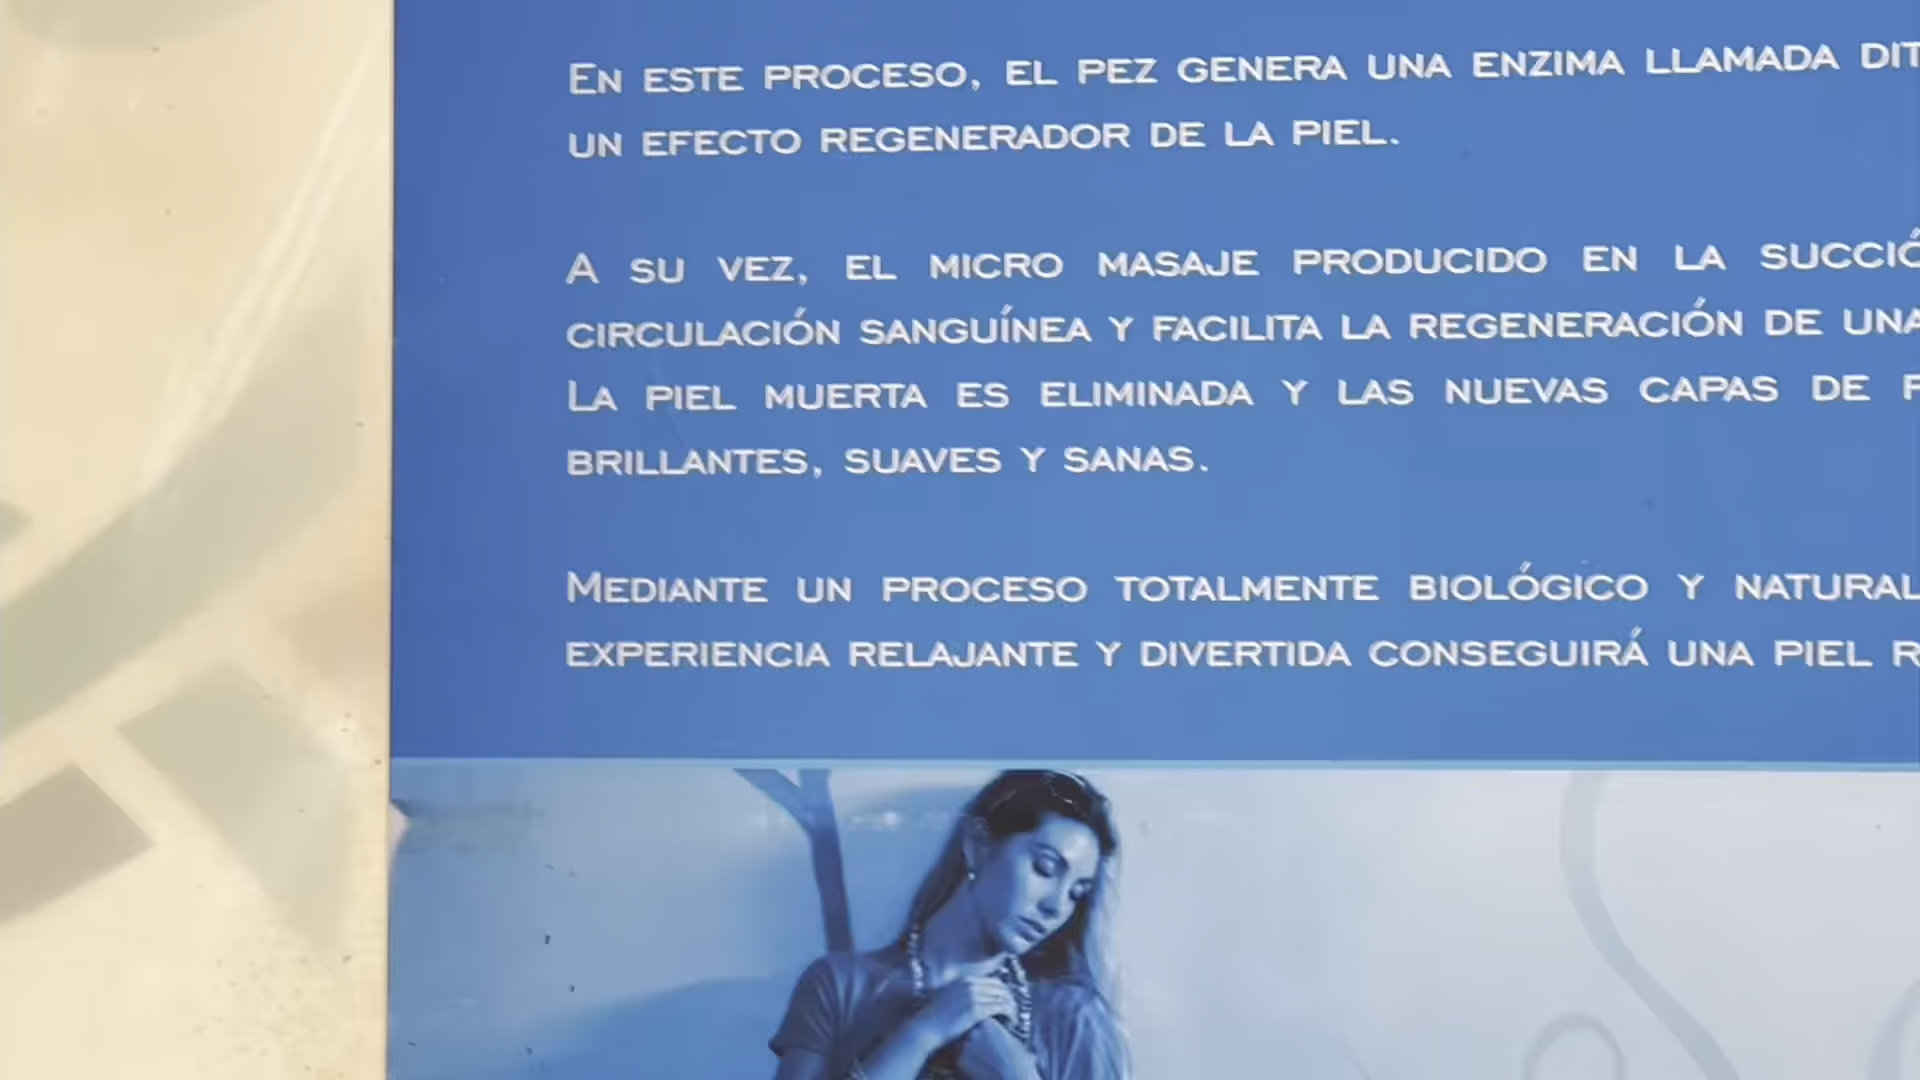 EN ESTE PROCESO, EL PEZ GENERA UNA ENZIMA LLAMADA
UN EFECTO REGENERADOR DE LA PIEL.
A SU VEZ, EL MICRO MASAJE PRODUCIDO EN LA
CIRCULACIÓN SANGUÍNEA Y FACILITA LA REGENERACIÓN DE
LA PIEL MUERTA ES ELIMINADA Y LAS NUEVAS CAPAS DE
BRILLANTES, SUAVES Y SANAS.
MEDIANTE UN PROCESO TOTALMENTE BIOLÓGICO Y NATURAL
EXPERIENCIA RELAJANTE Y DIVERTIDA CONSEGUIRÁ UNA PIEL